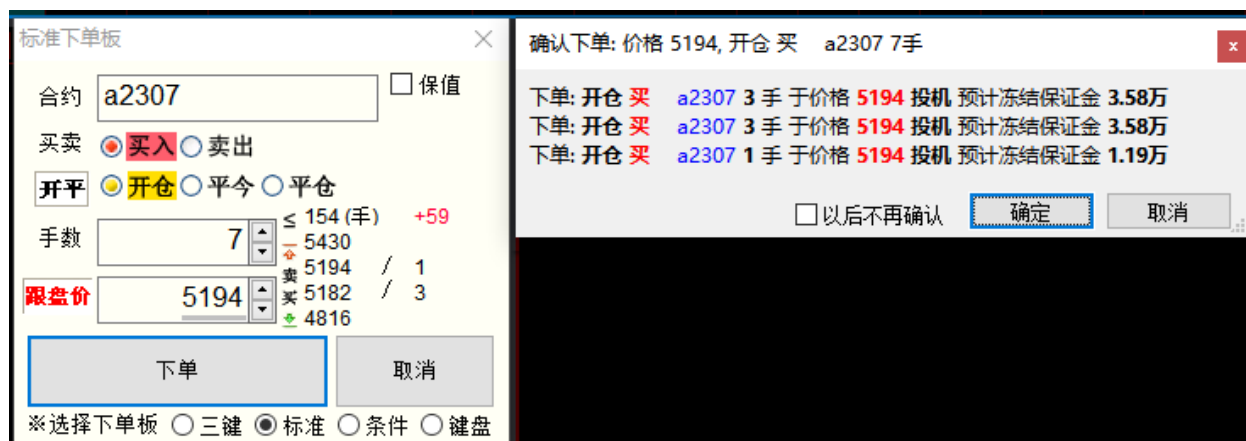 标准下单板
合约 a2307 保值
买卖 买入 卖出
开平 开仓 平今 平仓
手数 7
≤ 154 (手) +59
5430
卖 5194 / 1
跟盘价 5194
买 5182 / 3
4816
下单 取消
※选择下单板 三键 标准 条件 键盘
确认下单: 价格 5194, 开仓 买 a2307 7手
x
下单: 开仓 买 a2307 3 手 于价格 5194 投机 预计冻结保证金 3.58万
下单: 开仓 买 a2307 3 手 于价格 5194 投机 预计冻结保证金 3.58万
下单: 开仓 买 a2307 1 手 于价格 5194 投机 预计冻结保证金 1.19万
以后不再确认 确定 取消